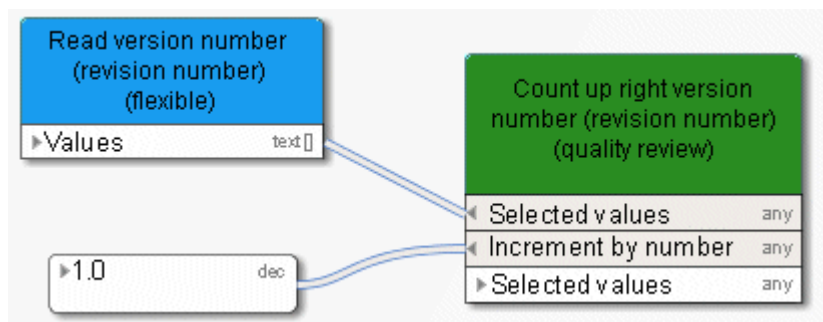 Read version number
(revision number)
(flexible)
Values text[]
1.0 dec
Count up right version
number (revision number)
(quality review)
Selected values any
Increment by number any
Selected values any